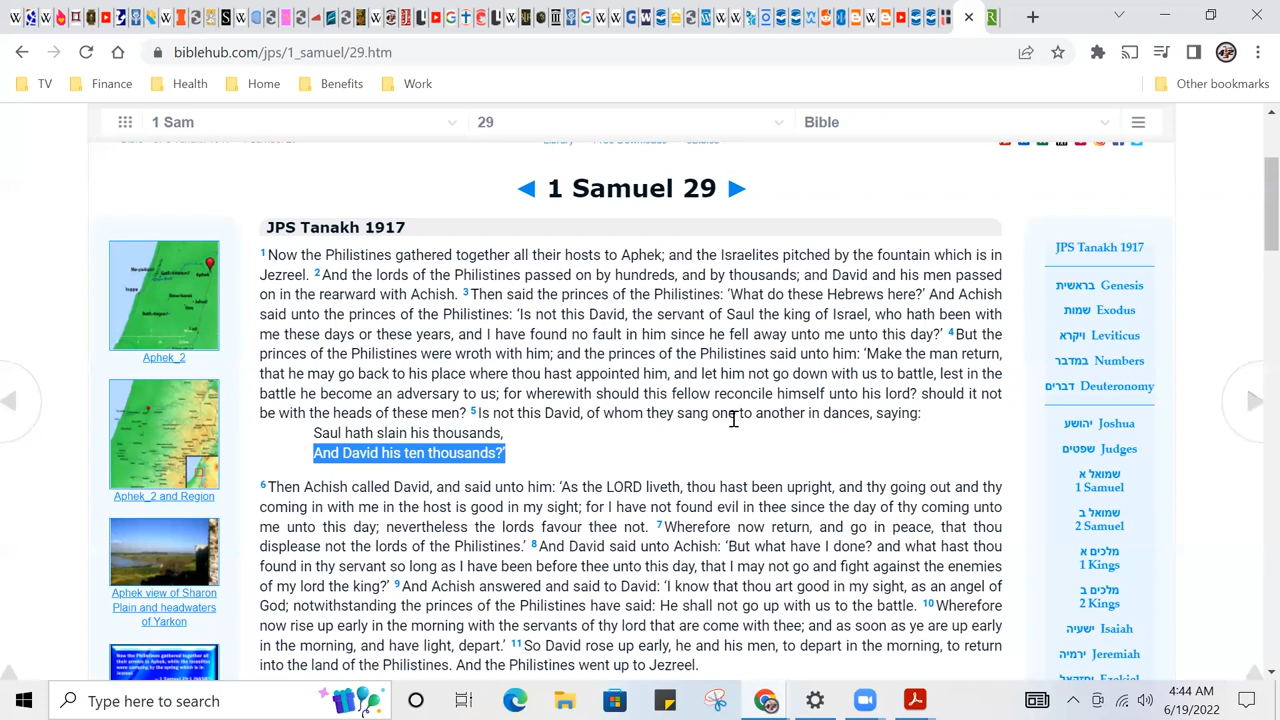 biblehub.com/jps/1_samuel/29.htm
TV
Finance
Health
Home
Benefits
Work
Other bookmarks
1 Sam
29
Bible
1 Samuel 29
JPS Tanakh 1917
1 Now the Philistines gathered together all their hosts to Aphek; and the Israelites pitched by the fountain which is in
Jezreel. 2 And the lords of the Philistines passed on by hundreds, and by thousands; and David and his men passed
on in the rearward with Achish. 3 Then said the princes of the Philistines: ‘What do these Hebrews here?’ And Achish
said unto the princes of the Philistines: ‘Is not this David, the servant of Saul the king of Israel, who hath been with
me these days or these years, and I have found no fault in him since he fell away unto me unto this day?’ 4 But the
princes of the Philistines were wroth with him; and the princes of the Philistines said unto him: ‘Make the man return,
that he may go back to his place where thou hast appointed him, and let him not go down with us to battle, lest in the
battle he become an adversary to us; for wherewith should this fellow reconcile himself unto his lord? should it not
be with the heads of these men? 5 Is not this David, of whom they sang one to another in dances, saying:
Saul hath slain his thousands,
And David his ten thousands?’
6 Then Achish called David, and said unto him: ‘As the LORD liveth, thou hast been upright, and thy going out and thy
coming in with me in the host is good in my sight; for I have not found evil in thee since the day of thy coming unto
me unto this day; nevertheless the lords favour thee not. 7 Wherefore now return, and go in peace, that thou
displease not the lords of the Philistines.’ 8 And David said unto Achish: ‘But what have I done? and what hast thou
found in thy servant so long as I have been before thee unto this day, that I may not go and fight against the enemies
of my lord the king?’ 9 And Achish answered and said to David: ‘I know that thou art good in my sight, as an angel of
God; notwithstanding the princes of the Philistines have said: He shall not go up with us to the battle. 10 Wherefore
now rise up early in the morning with the servants of thy lord that are come with thee; and as soon as ye are up early
in the morning, and have light, depart.’ 11 So David rose up early, he and his men, to depart in the morning, to return
into the land of the Philistines. And the Philistines went up to Jezreel.
Aphek_2
Aphek_2 and Region
Aphek view of Sharon
Plain and headwaters
of Yarkon
JPS Tanakh 1917
בראשית Genesis
שמות Exodus
ויקרא Leviticus
במדבר Numbers
דברים Deuteronomy
יהושע Joshua
שפטים Judges
שמואל א
1 Samuel
שמואל ב
2 Samuel
מלכים א
1 Kings
מלכים ב
2 Kings
ישעיה Isaiah
ירמיה Jeremiah
Type here to search
4:44 AM
6/19/2022